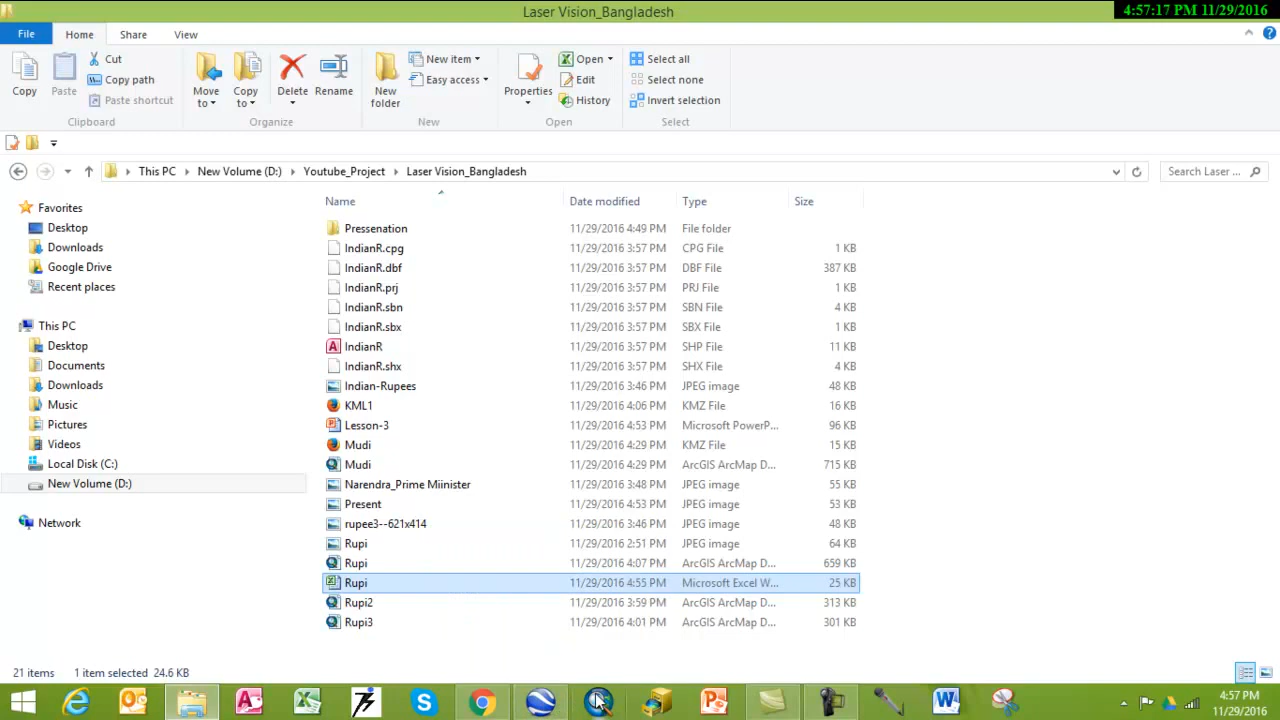 Laser Vision_Bangladesh
4:57:17 PM 11/29/2016
File Home Share View
Copy
Paste
Cut
Copy path
Paste shortcut
Clipboard
Move to
Copy to
Delete
Rename
Organize
New folder
New item
Easy access
New
Properties
Open
Edit
History
Open
Select all
Select none
Invert selection
Select
This PC New Volume (D:) Youtube_Project Laser Vision_Bangladesh
Search Laser ...
Favorites
Desktop
Downloads
Google Drive
Recent places
This PC
Desktop
Documents
Downloads
Music
Pictures
Videos
Local Disk (C:)
New Volume (D:)
Network
Name Date modified Type Size
Pressenation 11/29/2016 4:49 PM File folder
IndianR.cpg 11/29/2016 3:57 PM CPG File 1 KB
IndianR.dbf 11/29/2016 3:57 PM DBF File 387 KB
IndianR.prj 11/29/2016 3:57 PM PRJ File 1 KB
IndianR.sbn 11/29/2016 3:57 PM SBN File 4 KB
IndianR.sbx 11/29/2016 3:57 PM SBX File 1 KB
IndianR 11/29/2016 3:57 PM SHP File 11 KB
IndianR.shx 11/29/2016 3:57 PM SHX File 4 KB
Indian-Rupees 11/29/2016 3:46 PM JPEG image 48 KB
KML1 11/29/2016 4:06 PM KMZ File 16 KB
Lesson-3 11/29/2016 4:53 PM Microsoft PowerP... 96 KB
Mudi 11/29/2016 4:29 PM KMZ File 15 KB
Mudi 11/29/2016 4:29 PM ArcGIS ArcMap D... 715 KB
Narendra_Prime Miinister 11/29/2016 3:48 PM JPEG image 55 KB
Present 11/29/2016 4:53 PM JPEG image 53 KB
rupee3--621x414 11/29/2016 3:46 PM JPEG image 48 KB
Rupi 11/29/2016 2:51 PM JPEG image 64 KB
Rupi 11/29/2016 4:07 PM ArcGIS ArcMap D... 659 KB
Rupi 11/29/2016 4:55 PM Microsoft Excel W... 25 KB
Rupi2 11/29/2016 3:59 PM ArcGIS ArcMap D... 313 KB
Rupi3 11/29/2016 4:01 PM ArcGIS ArcMap D... 301 KB
21 items 1 item selected 24.6 KB
4:57 PM
11/29/2016